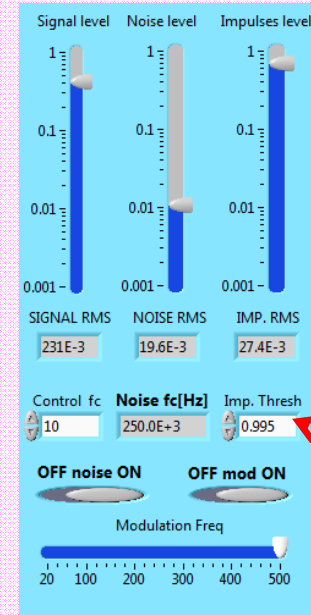 Signal level Noise level Impulses level
1 1 1
0.1 0.1 0.1
0.01 0.01 0.01
0.001 0.001 0.001
SIGNAL RMS NOISE RMS IMP. RMS
231E-3 19.6E-3 27.4E-3
Control fc Noise fc[Hz] Imp. Thresh
10 250.0E+3 0.995
OFF noise ON OFF mod ON
Modulation Freq
20 100 200 300 400 500